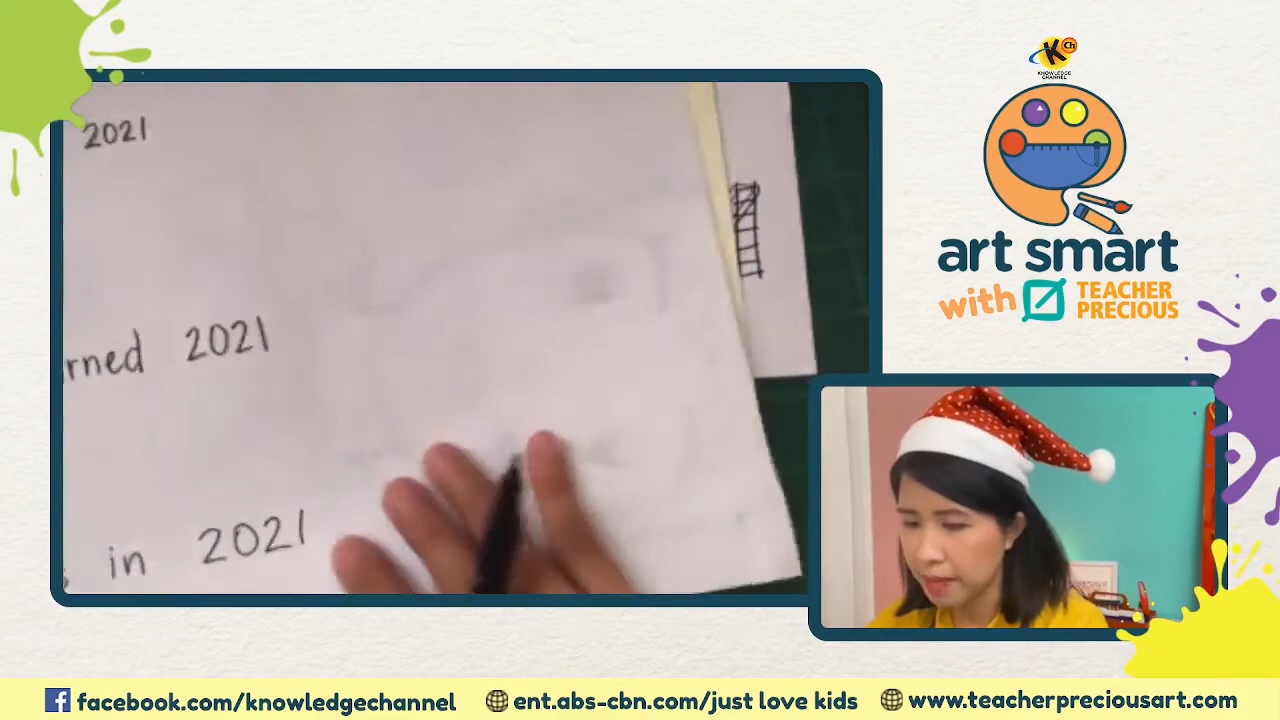 2021
rned 2021
in 2021
Ch
K
KNOWLEDGE
CHANNEL
art smart
with TEACHER
PRECIOUS
facebook.com/knowledgechannel ent.abs-cbn.com/just love kids www.teacherpreciousart.com